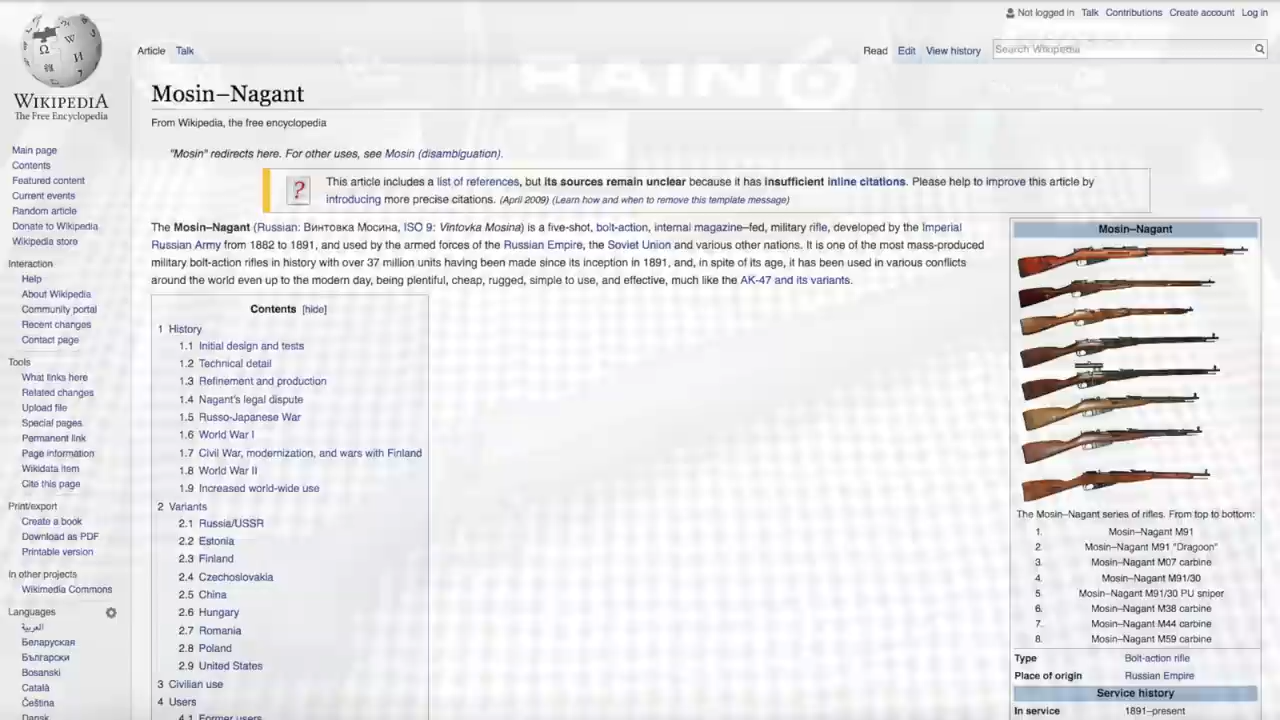 Not logged in Talk Contributions Create account Log in
Article Talk
Read Edit View history Search Wikipedia
WIKIPEDIA
The Free Encyclopedia
Mosin–Nagant
From Wikipedia, the free encyclopedia
"Mosin" redirects here. For other uses, see Mosin (disambiguation).
This article includes a list of references, but its sources remain unclear because it has insufficient inline citations. Please help to improve this article by
introducing more precise citations. (April 2009) (Learn how and when to remove this template message)
The Mosin–Nagant (Russian: Винтовка Мосина, ISO 9: Vintovka Mosina) is a five-shot, bolt-action, internal magazine–fed, military rifle, developed by the Imperial
Russian Army from 1882 to 1891, and used by the armed forces of the Russian Empire, the Soviet Union and various other nations. It is one of the most mass-produced
military bolt-action rifles in history with over 37 million units having been made since its inception in 1891, and, in spite of its age, it has been used in various conflicts
around the world even up to the modern day, being plentiful, cheap, rugged, simple to use, and effective, much like the AK-47 and its variants.
Main page
Contents
Featured content
Current events
Random article
Donate to Wikipedia
Wikipedia store
Interaction
Help
About Wikipedia
Community portal
Recent changes
Contact page
Tools
What links here
Related changes
Upload file
Special pages
Permanent link
Page information
Wikidata item
Cite this page
Print/export
Create a book
Download as PDF
Printable version
In other projects
Wikimedia Commons
Languages
العربية
Беларуская
Български
Bosanski
Català
Čeština
Dansk
Contents [hide]
1 History
1.1 Initial design and tests
1.2 Technical detail
1.3 Refinement and production
1.4 Nagant's legal dispute
1.5 Russo-Japanese War
1.6 World War I
1.7 Civil War, modernization, and wars with Finland
1.8 World War II
1.9 Increased world-wide use
2 Variants
2.1 Russia/USSR
2.2 Estonia
2.3 Finland
2.4 Czechoslovakia
2.5 China
2.6 Hungary
2.7 Romania
2.8 Poland
2.9 United States
3 Civilian use
4 Users
4.1 Former users
Mosin–Nagant
The Mosin–Nagant series of rifles. From top to bottom:
1. Mosin–Nagant M91
2. Mosin–Nagant M91 "Dragoon"
3. Mosin–Nagant M07 carbine
4. Mosin–Nagant M91/30
5. Mosin–Nagant M91/30 PU sniper
6. Mosin–Nagant M38 carbine
7. Mosin–Nagant M44 carbine
8. Mosin–Nagant M59 carbine
Type Bolt-action rifle
Place of origin Russian Empire
Service history
In service 1891–present